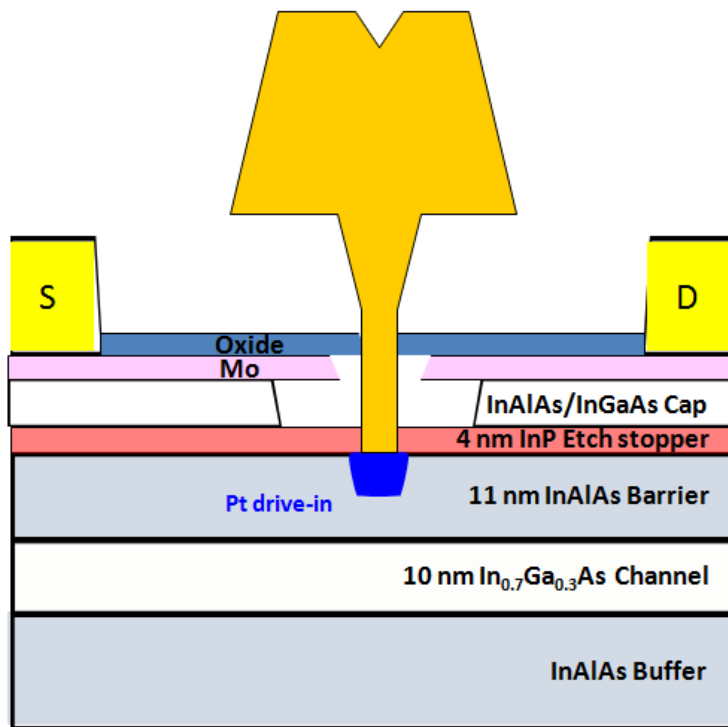 S
D
Oxide
Mo
InAlAs/InGaAs Cap
4 nm InP Etch stopper
Pt drive-in
11 nm InAlAs Barrier
10 nm In₀.₇Ga₀.₃As Channel
InAlAs Buffer